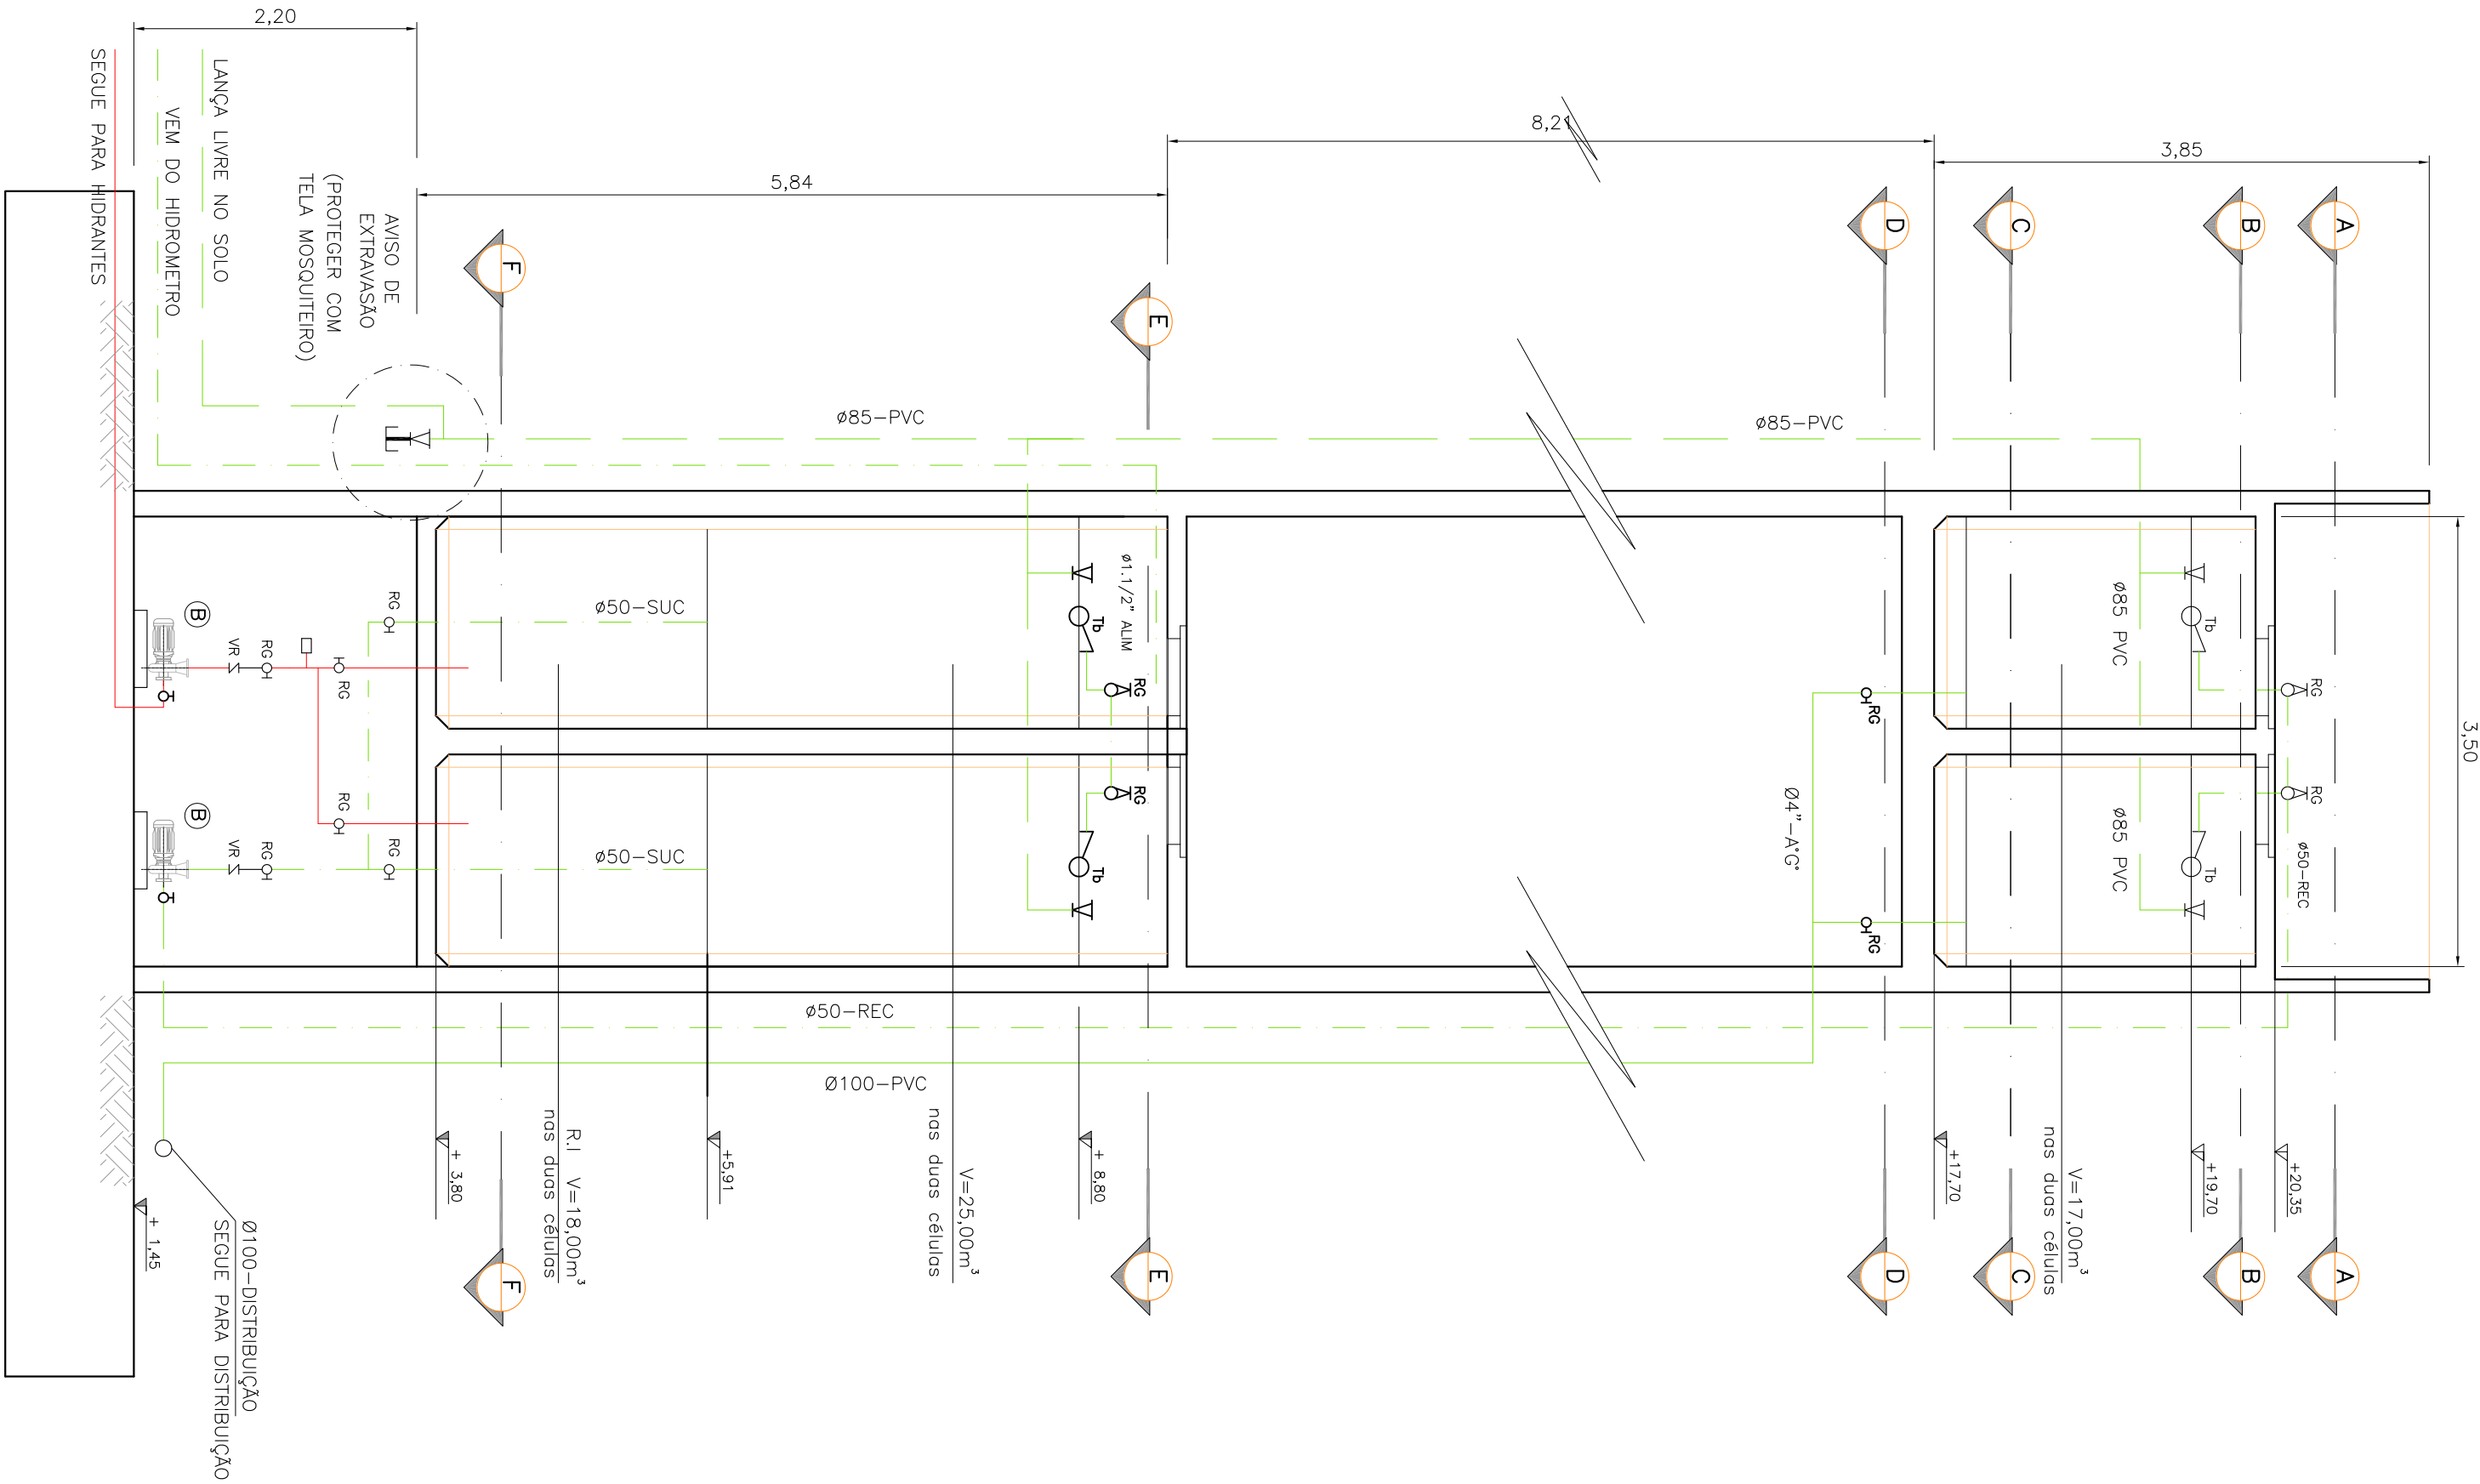 3,50
A
A
B
B
C
C
D
D
E
E
F
F
3,85
8,21
5,84
2,20
RG
RG
ø50-REC
Tb
Tb
Ø85 PVC
Ø85 PVC
+20,35
+19,70
+17,70
V=17,00m³
nas duas células
ø85-PVC
ø85-PVC
RG
RG
Ø4"-A°G°
ø1.1/2" ALIM
RG
RG
Tb
Tb
+ 8,80
V=25,00m³
nas duas células
+5,91
R.I V=18,00m³
nas duas células
+ 3,80
ø50-SUC
ø50-SUC
ø50-REC
Ø100-PVC
AVISO DE
EXTRAVASÃO
(PROTEGER COM
TELA MOSQUITEIRO)
RG
RG
RG
RG
RG
RG
VR
VR
B
B
LANÇA LIVRE NO SOLO
VEM DO HIDROMETRO
SEGUE PARA HIDRANTES
Ø100-DISTRIBUIÇÃO
SEGUE PARA DISTRIBUIÇÃO
+ 1,45